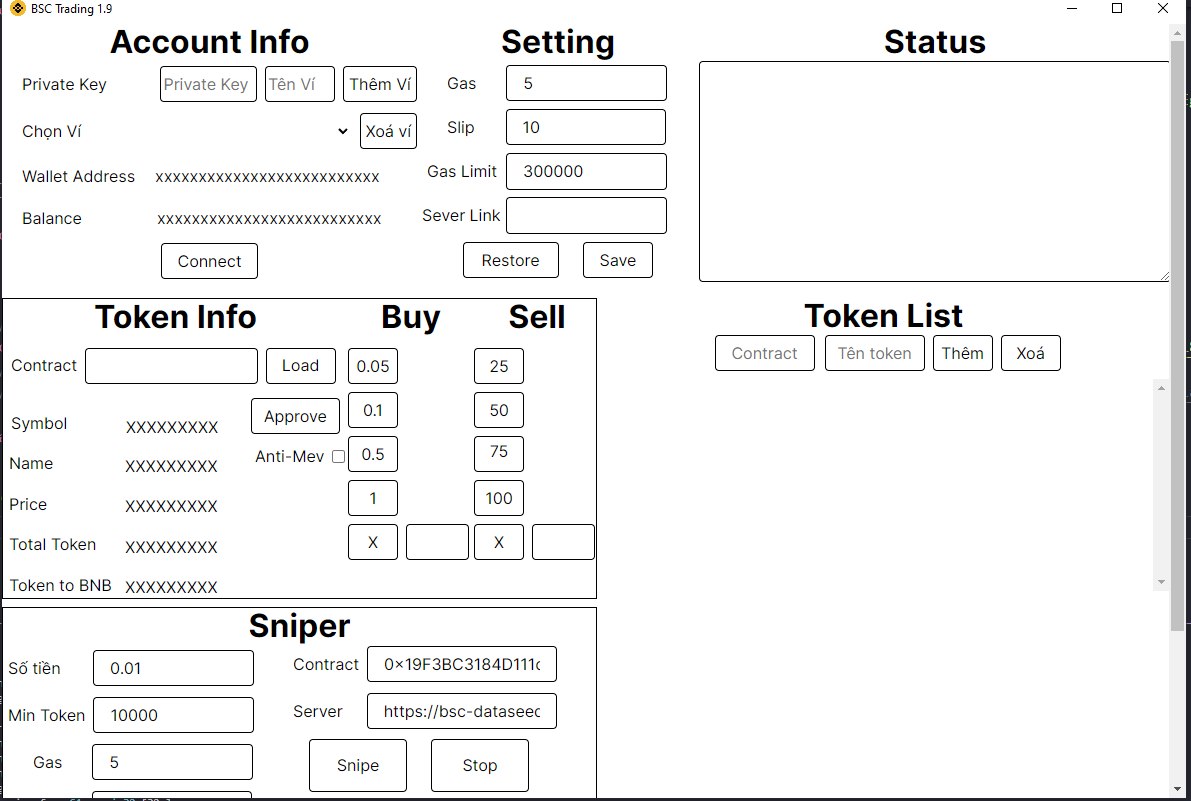 BSC Trading 1.9
Account Info
Private Key Private Key Tên Ví Thêm Ví
Chọn Ví Xoá ví
Wallet Address xxxxxxxxxxxxxxxxxxxxxxxxxx
Balance xxxxxxxxxxxxxxxxxxxxxxxxxx
Connect
Setting
Gas 5
Slip 10
Gas Limit 300000
Sever Link
Restore Save
Status
Token Info Buy Sell
Contract Load 0.05 25
Approve 0.1 50
Symbol XXXXXXXXX
Anti-Mev 0.5 75
Name XXXXXXXXX
Price XXXXXXXXX 1 100
Total Token XXXXXXXXX X X
Token to BNB XXXXXXXXX
Token List
Contract Tên token Thêm Xoá
Sniper
Số tiền 0.01 Contract 0x19F3BC3184D111
Min Token 10000 Server https://bsc-dataseed
Gas 5 Snipe Stop